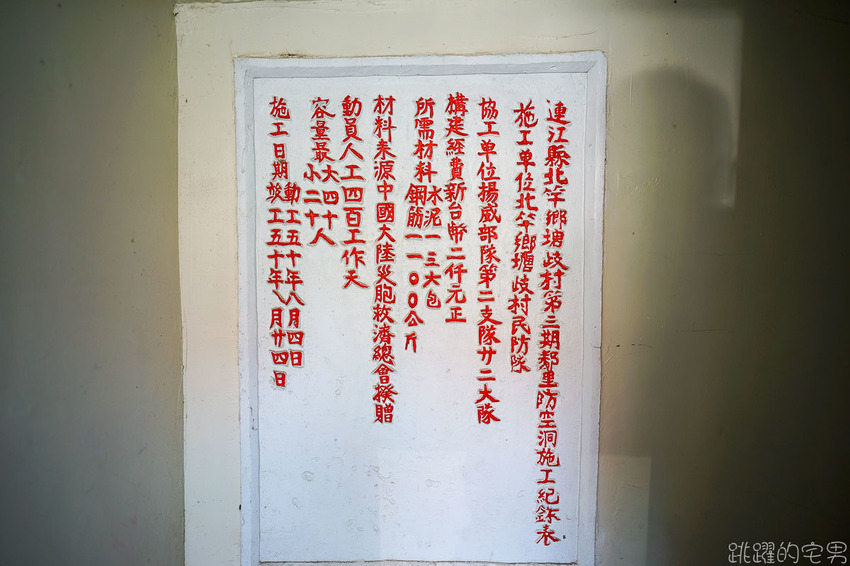 連江縣北竿鄉塘歧村第三期鄰里防空洞施工紀錄表
施工單位北竿鄉塘歧村民防隊
協工單位揚威部隊第二支隊廿二大隊
構建經費新台幣二仟元正
所需材料水泥一三大包
鋼筋一一〇〇公斤
材料來源中國大陸災胞救濟總會撥贈
動員人工四百工作天
容量最大四十人
小二十人
施工日期動工五十年八月四日
竣工五十年八月廿四日
跳躍的宅男